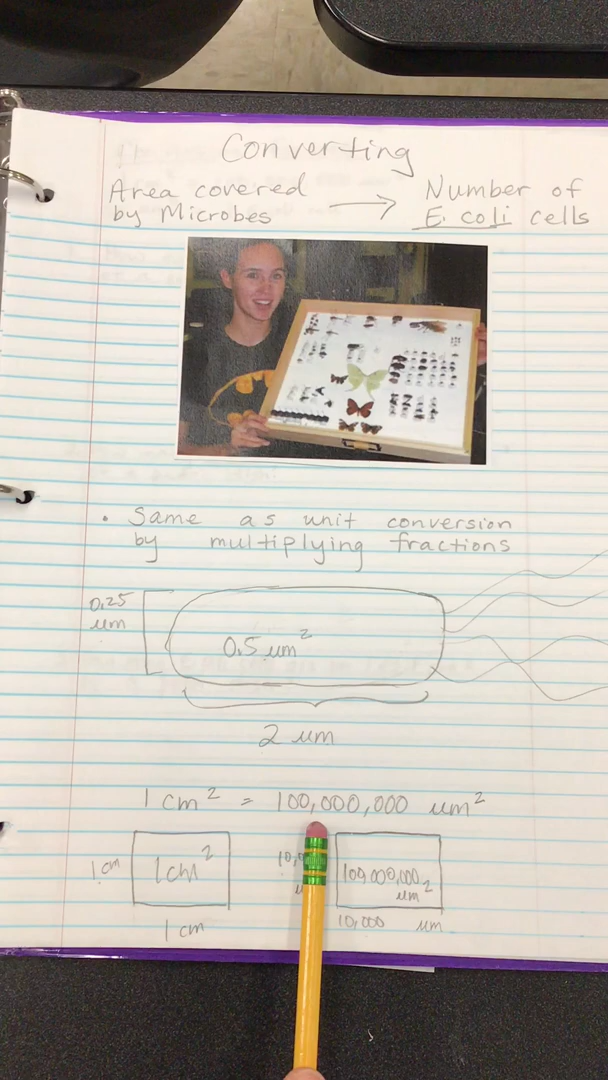 Converting
Area covered
by Microbes
Number of
E. coli cells
• Same as unit conversion
by multiplying fractions
0.25
um
0.5 um²
2 um
1 cm² = 100,000,000 um²
1 cm
1cm²
1 cm
100,000,000
um²
10,000 um